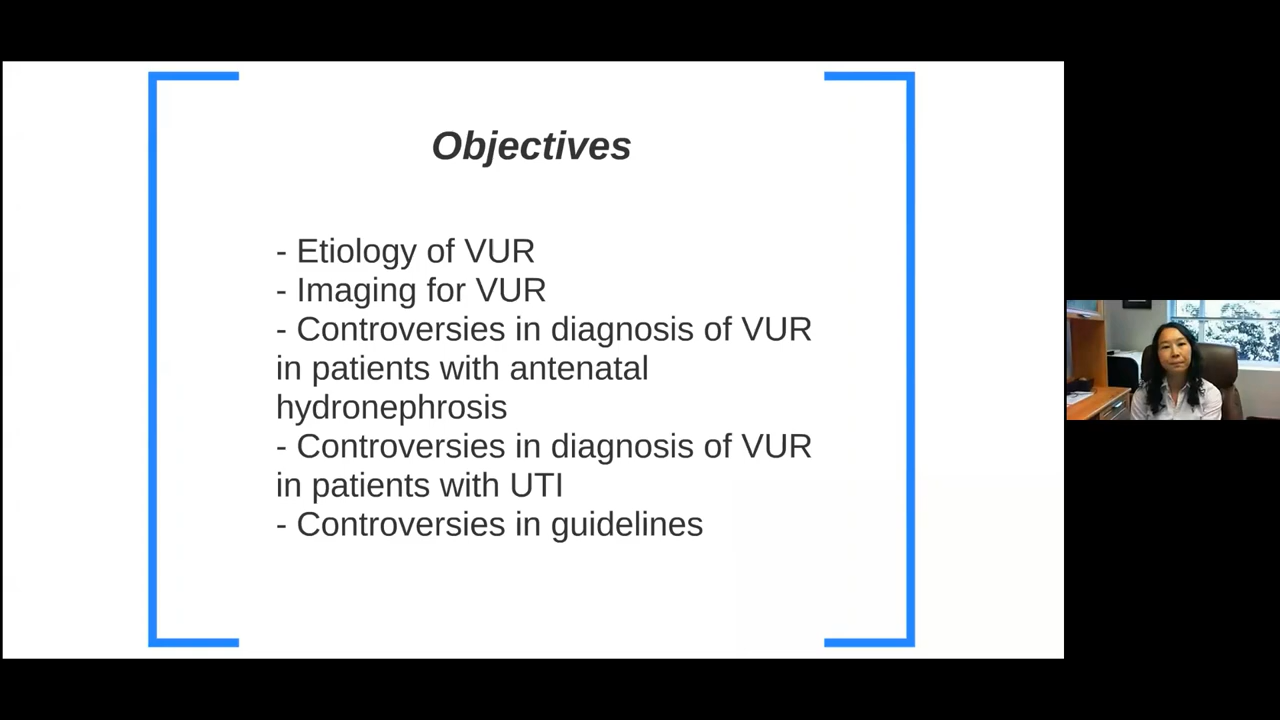 Objectives
- Etiology of VUR
- Imaging for VUR
- Controversies in diagnosis of VUR
in patients with antenatal
hydronephrosis
- Controversies in diagnosis of VUR
in patients with UTI
- Controversies in guidelines